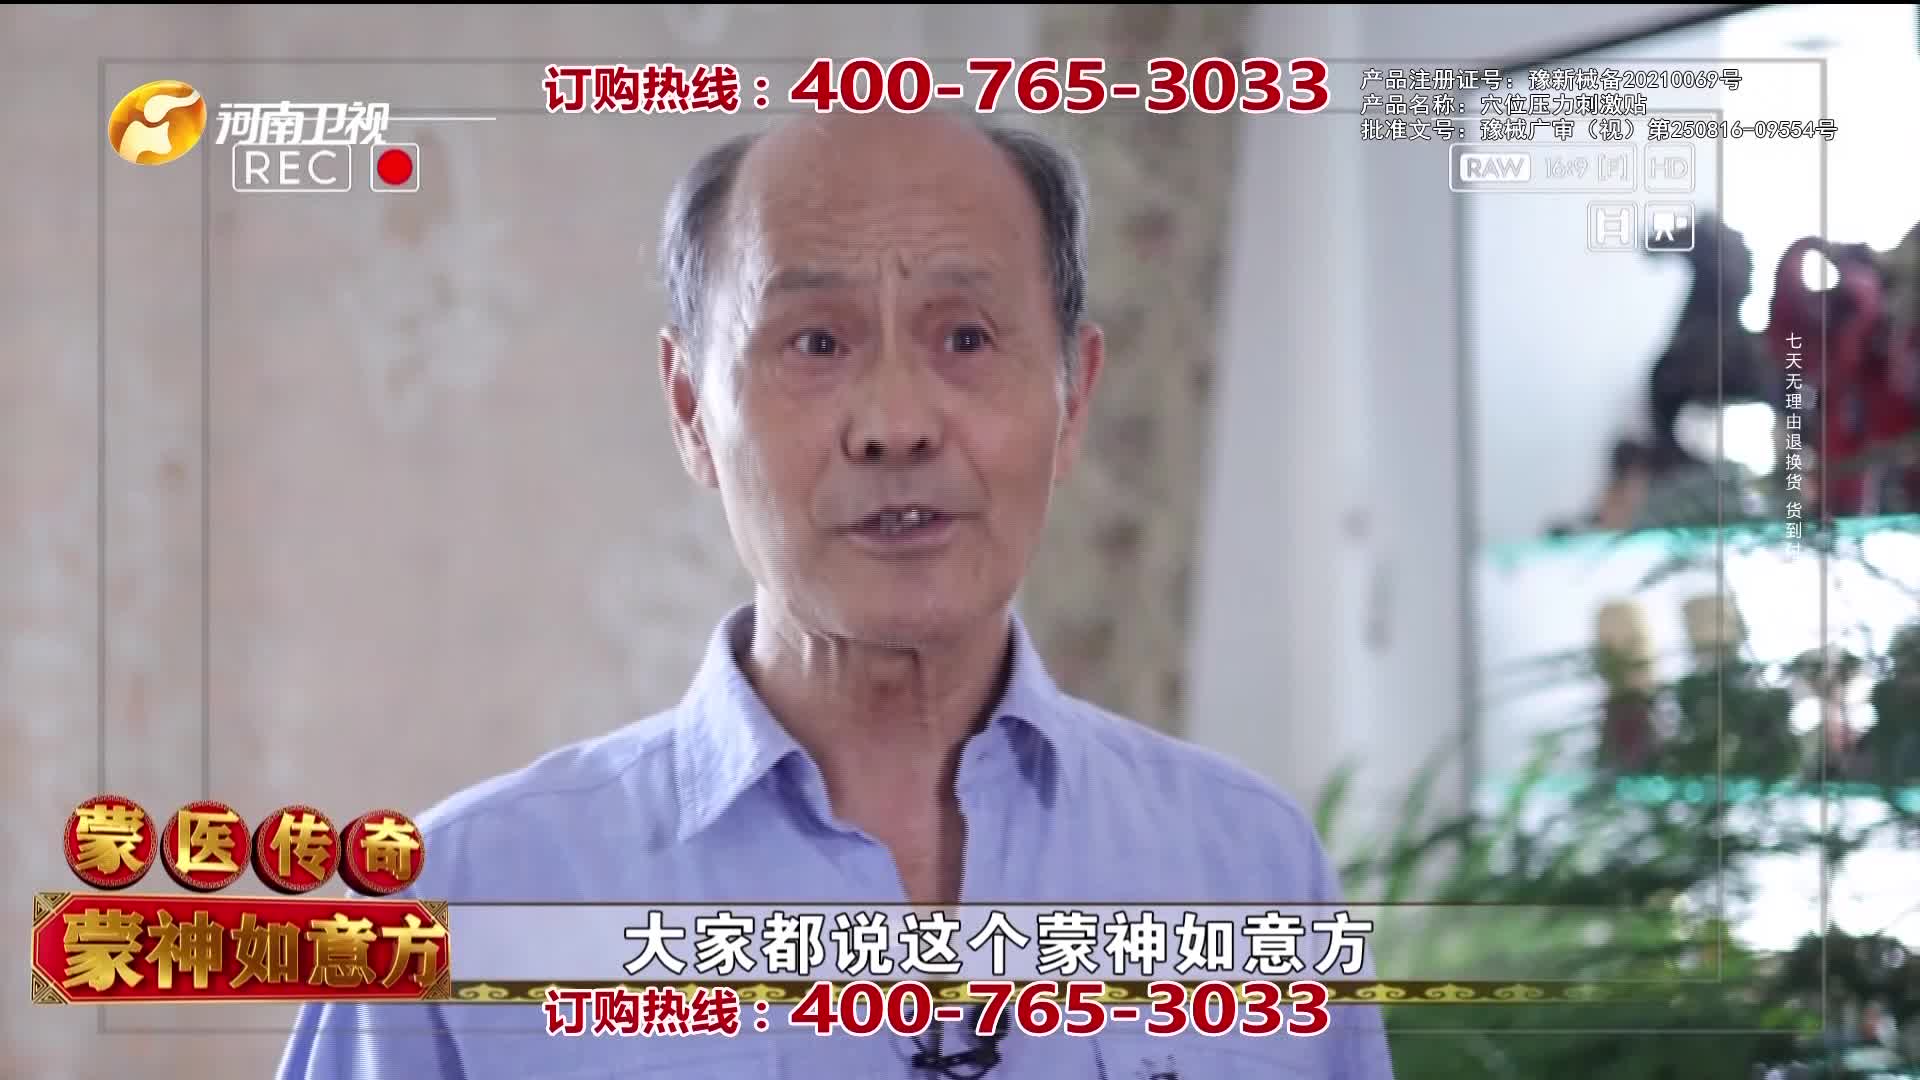 订购热线：400-765-3033
产品注册证号：豫新械备20210069号
产品名称：穴位压力刺激贴
批准文号：豫械广审（视）第250816-09554号
河南卫视
REC
RAW 16:9 [F] HD
七天无理由退换货 货到付
蒙医传奇
蒙神如意方
大家都说这个蒙神如意方
订购热线：400-765-3033